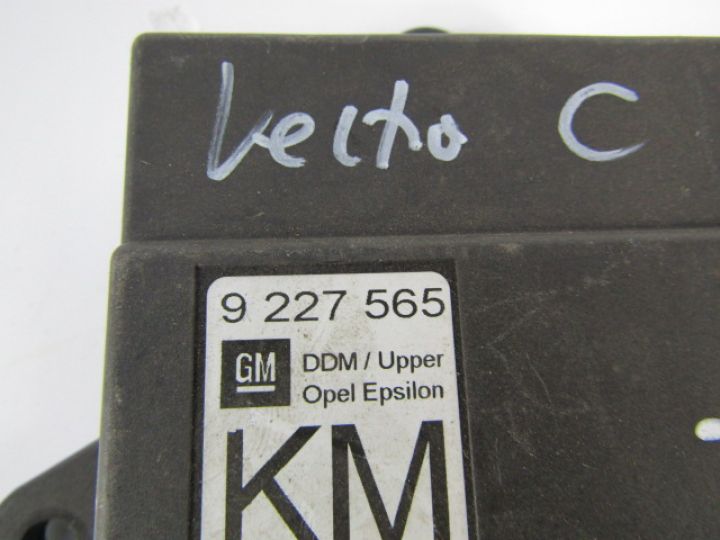 Vectra C
9 227 565
GM DDM / Upper
Opel Epsilon
KM